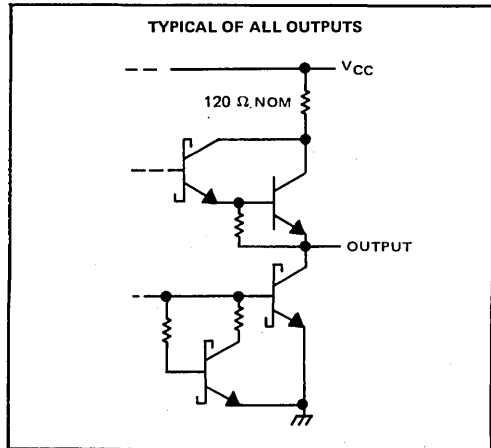 TYPICAL OF ALL OUTPUTS
VCC
120 Ω NOM
OUTPUT